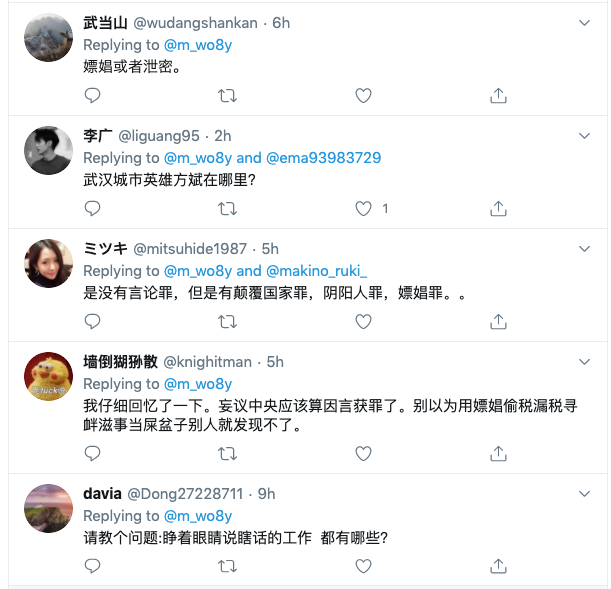 武当山 @wudangshankan · 6h
Replying to @m_wo8y
嫖娼或者泄密。
李广 @liguang95 · 2h
Replying to @m_wo8y and @ema93983729
武汉城市英雄方斌在哪里?
1
ミツキ @mitsuhide1987 · 5h
Replying to @m_wo8y and @makino_ruki_
是没有言论罪，但是有颠覆国家罪，阴阳人罪，嫖娼罪。。
墙倒猢狲散 @knighitman · 5h
Replying to @m_wo8y
我仔细回忆了一下。妄议中央应该算因言获罪了。别以为用嫖娼偷税漏税寻
衅滋事当屎盆子别人就发现不了。
davia @Dong27228711 · 9h
Replying to @m_wo8y
请教个问题:睁着眼睛说瞎话的工作  都有哪些?